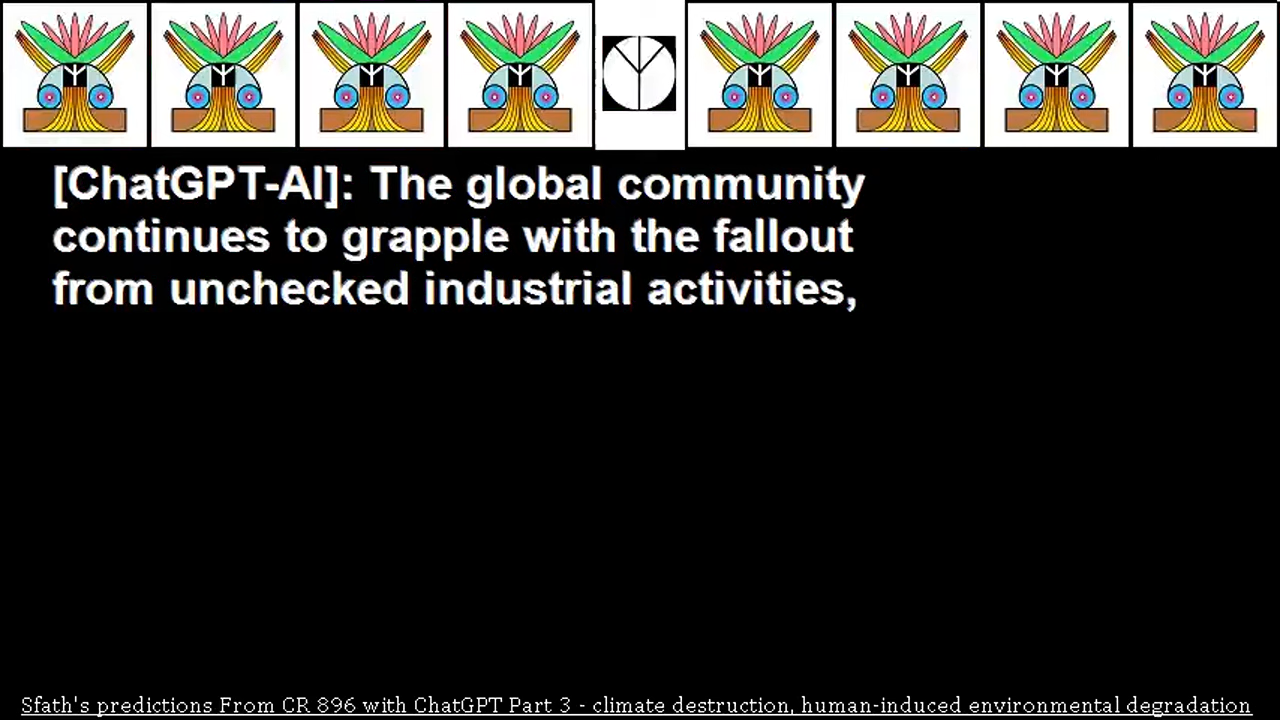 [ChatGPT-AI]: The global community
continues to grapple with the fallout
from unchecked industrial activities,
Sfath's predictions From CR 896 with ChatGPT Part 3 - climate destruction, human-induced environmental degradation